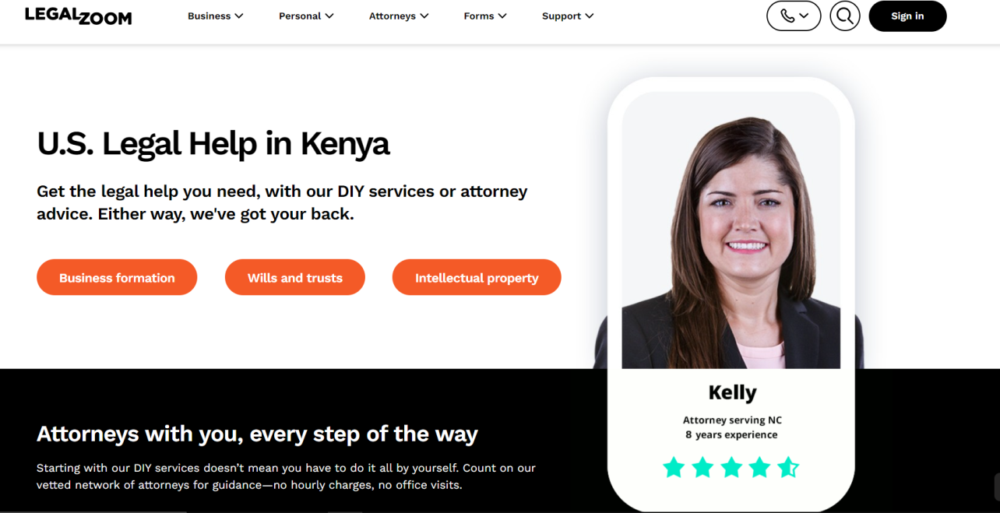 LEGALZOOM
Business
Personal
Attorneys
Forms
Support
Sign in
U.S. Legal Help in Kenya
Get the legal help you need, with our DIY services or attorney
advice. Either way, we've got your back.
Business formation
Wills and trusts
Intellectual property
Kelly
Attorney serving NC
8 years experience
Attorneys with you, every step of the way
Starting with our DIY services doesn’t mean you have to do it all by yourself. Count on our
vetted network of attorneys for guidance—no hourly charges, no office visits.